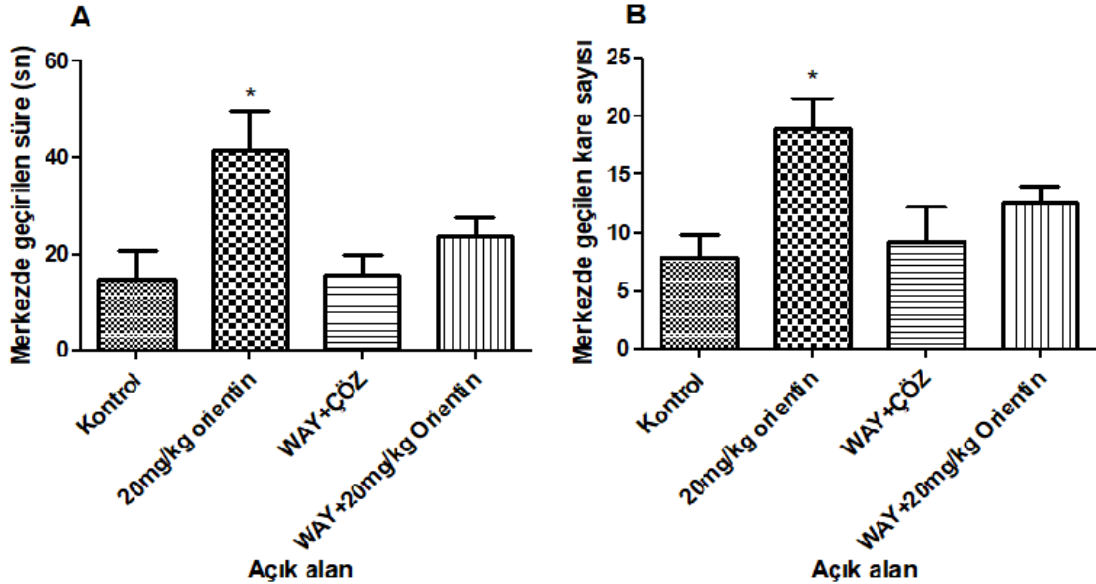 A
Merkezde geçirilen süre (sn)
60
40
20
0
*
Kontrol
20mg/kg orientin
WAY+ÇÖZ
WAY+20mg/kg Orientin
Açık alan
B
Merkezde geçilen kare sayısı
25
20
15
10
5
0
*
Kontrol
20mg/kg orientin
WAY+ÇÖZ
WAY+20mg/kg Orientin
Açık alan